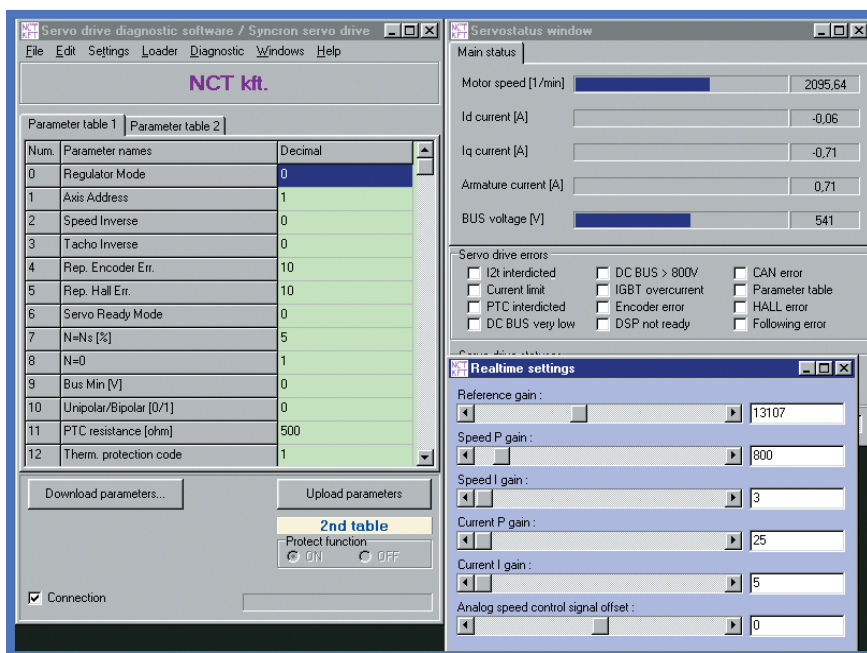 NCT KFT Servo drive diagnostic software / Syncron servo drive
File Edit Settings Loader Diagnostic Windows Help
NCT kft.
Parameter table 1 Parameter table 2
Num. Parameter names Decimal
0 Regulator Mode 0
1 Axis Address 1
2 Speed Inverse 0
3 Tacho Inverse 0
4 Rep. Encoder Err. 10
5 Rep. Hall Err. 10
6 Servo Ready Mode 0
7 N=Ns [%] 5
8 N=0 1
9 Bus Min [V] 0
10 Unipolar/Bipolar [0/1] 0
11 PTC resistance [ohm] 500
12 Therm. protection code 1
Download parameters... Upload parameters
2nd table
Protect function
ON OFF
Connection
NCT KFT Servostatus window
Main status
Motor speed [1/min] 2095,64
Id current [A] -0,06
Iq current [A] -0,71
Armature current [A] 0,71
BUS voltage [V] 541
Servo drive errors
I2t interdicted DC BUS > 800V CAN error
Current limit IGBT overcurrent Parameter table
PTC interdicted Encoder error HALL error
DC BUS very low DSP not ready Following error
NCT KFT Realtime settings
Reference gain :
13107
Speed P gain :
800
Speed I gain :
3
Current P gain :
25
Current I gain :
5
Analog speed control signal offset :
0